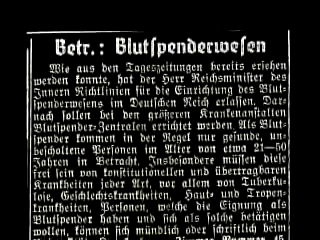 Betr.: Blutspenderwesen
Wie aus den Tageszeitungen bereits ersehen
werden konnte, hat der Herr Reichsminister des
Innern Richtlinien für die Einrichtung des Blut-
spenderwesens im Deutschen Reich erlassen. Dar-
nach sollen bei den größeren Krankenanstalten
Blutspender-Zentralen errichtet werden. Als Blut-
spender kommen in der Regel nur gesunde, un-
bescholtene Personen im Alter von etwa 21—50
Jahren in Betracht. Insbesondere müssen diese
frei sein von konstitutionellen und übertragbaren
Krankheiten jeder Art, vor allem von Tuberku-
lose, Geschlechtskrankheiten, Haut- und Tropen-
krankheiten. Personen, welche die Eignung als
Blutspender haben und sich als solche betätigen
wollen, können sich mündlich oder schriftlich beim